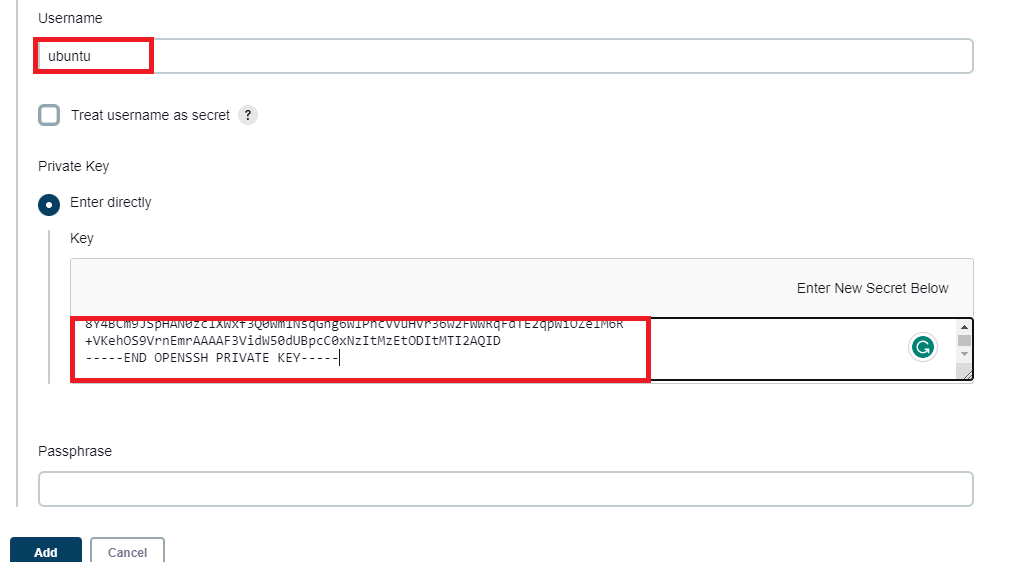 Username
ubuntu
Treat username as secret ?
Private Key
Enter directly
Key
Enter New Secret Below
+VKehOS9VrnEmrAAAAF3VidW50dUBpcC0xNzItMzEtODItMTI2AQID
-----END OPENSSH PRIVATE KEY-----
Passphrase
Add
Cancel